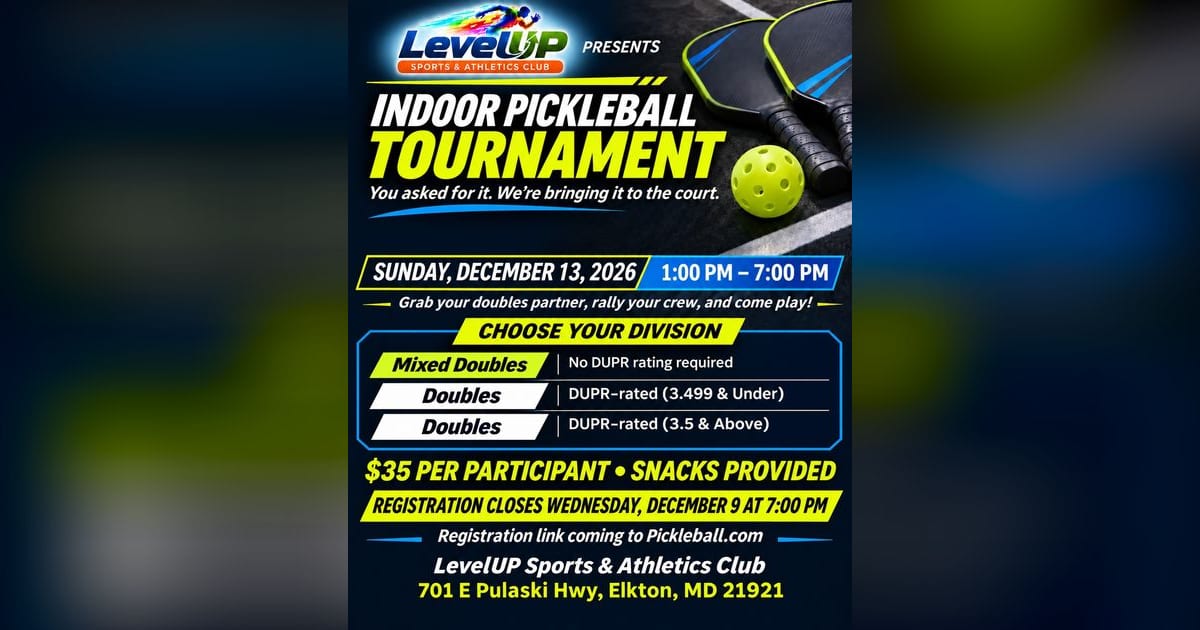 LevelUP
SPORTS & ATHLETICS CLUB
PRESENTS
INDOOR PICKLEBALL
TOURNAMENT
You asked for it. We're bringing it to the court.
SUNDAY, DECEMBER 13, 2026
1:00 PM – 7:00 PM
Grab your doubles partner, rally your crew, and come play!
CHOOSE YOUR DIVISION
Mixed Doubles | No DUPR rating required
Doubles | DUPR-rated (3.499 & Under)
Doubles | DUPR-rated (3.5 & Above)
$35 PER PARTICIPANT • SNACKS PROVIDED
REGISTRATION CLOSES WEDNESDAY, DECEMBER 9 AT 7:00 PM
Registration link coming to Pickleball.com
LevelUP Sports & Athletics Club
701 E Pulaski Hwy, Elkton, MD 21921